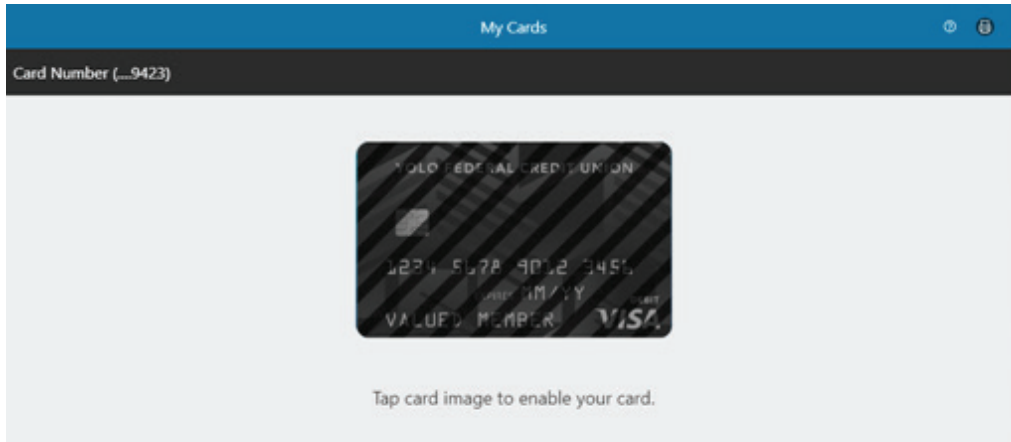 My Cards
Card Number (....9423)
YOLO FEDERAL CREDIT UNION
1234 5678 9012 3456
MM/YY
DEBIT
VALUED MEMBER VISA
Tap card image to enable your card.